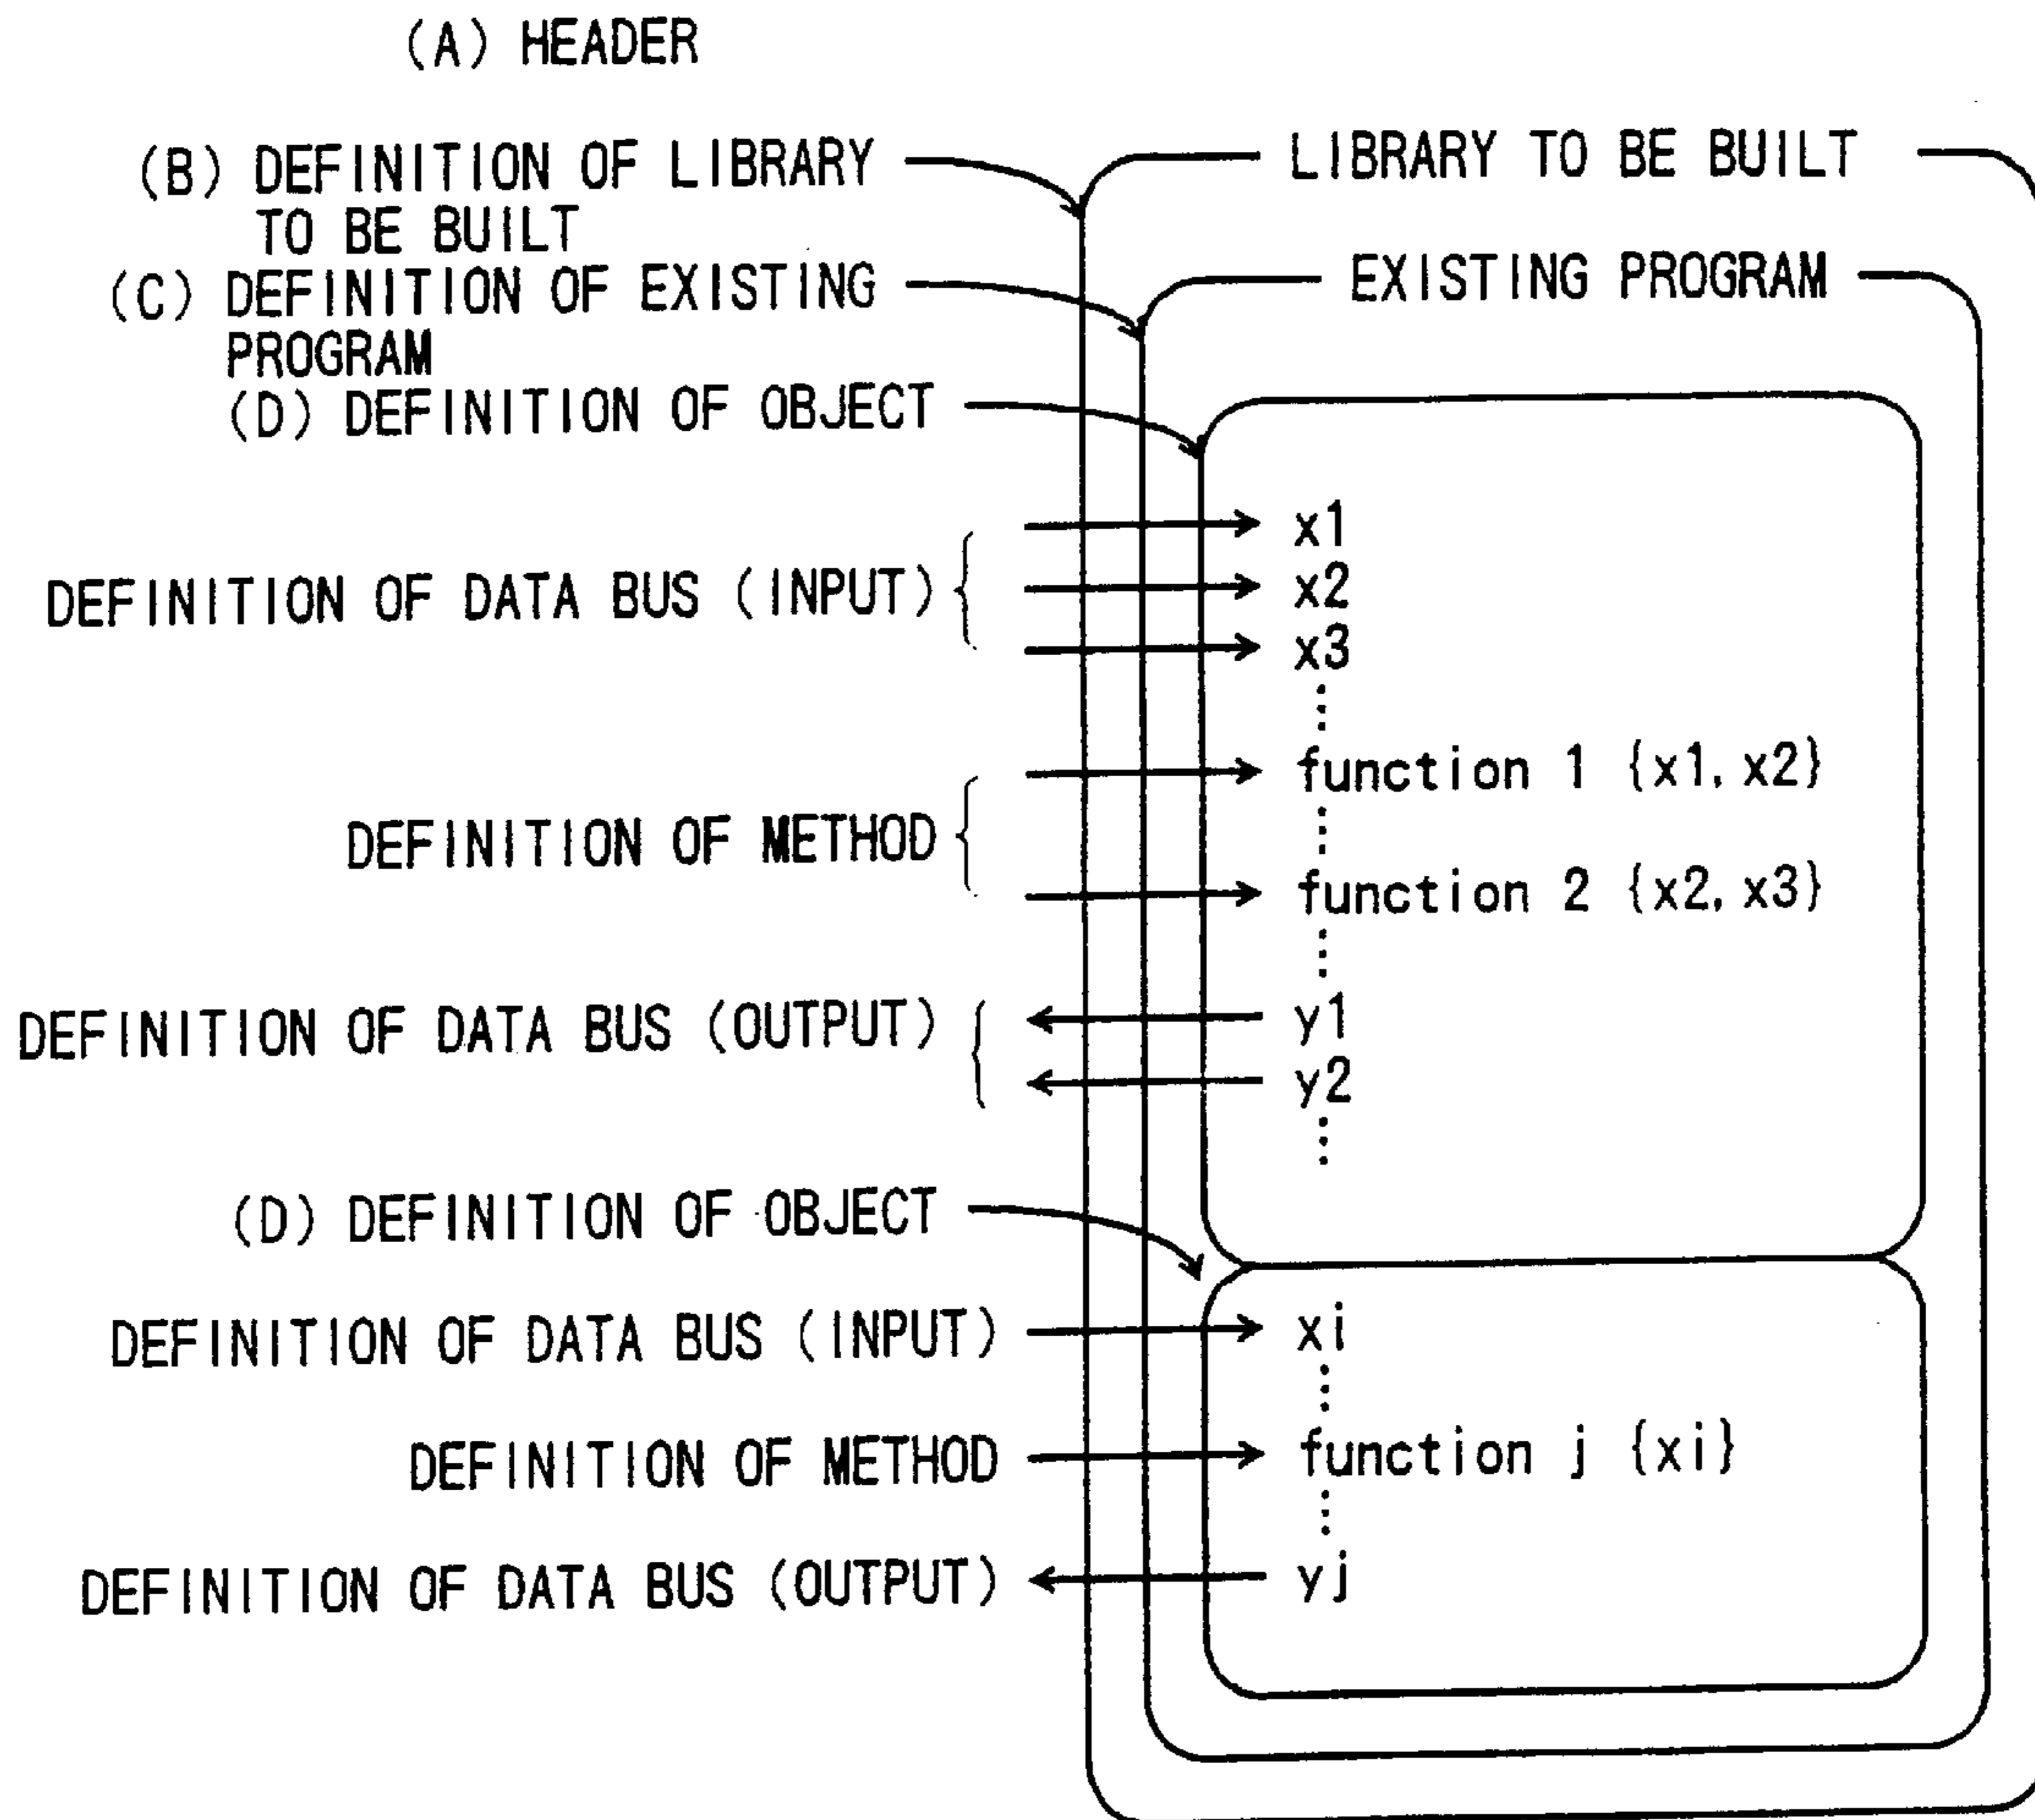 (A) HEADER
(B) DEFINITION OF LIBRARY
TO BE BUILT
LIBRARY TO BE BUILT
(C) DEFINITION OF EXISTING
PROGRAM
EXISTING PROGRAM
(D) DEFINITION OF OBJECT
DEFINITION OF DATA BUS (INPUT)
x1
x2
x3
DEFINITION OF METHOD
function 1 {x1, x2}
function 2 {x2, x3}
DEFINITION OF DATA BUS (OUTPUT)
y1
y2
(D) DEFINITION OF OBJECT
DEFINITION OF DATA BUS (INPUT)
xi
DEFINITION OF METHOD
function j {xi}
DEFINITION OF DATA BUS (OUTPUT)
yj